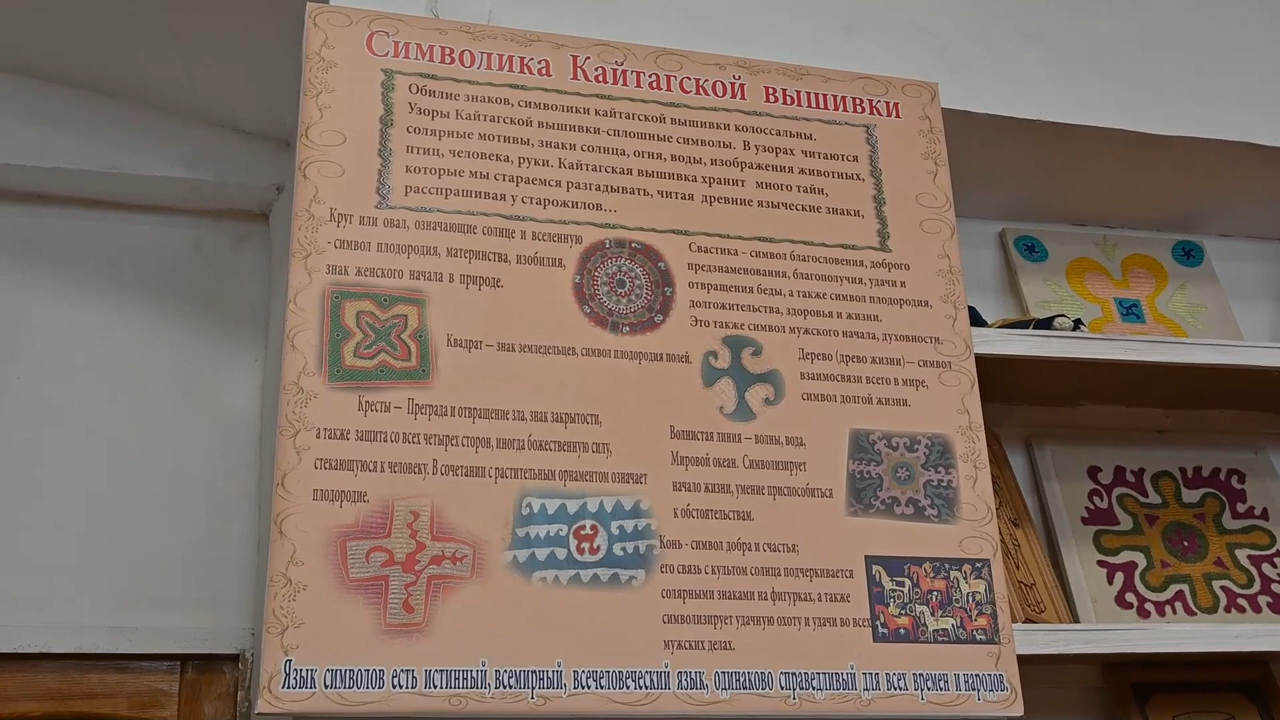 Символика Кайтагской вышивки
Обилие знаков, символики кайтагской вышивки колоссальны.
Узоры Кайтагской вышивки-сплошные символы. В узорах читаются
солярные мотивы, знаки солнца, огня, воды, изображения животных,
птиц, человека, руки. Кайтагская вышивка хранит много тайн,
которые мы стараемся разгадывать, читая древние языческие знаки,
расспрашивая у старожилов...
Круг или овал, означающие солнце и вселенную
- символ плодородия, материнства, изобилия,
знак женского начала в природе.
Свастика – символ благословения, доброго
предзнаменования, благополучия, удачи и
отвращения беды, а также символ плодородия,
долгожительства, здоровья и жизни.
Это также символ мужского начала, духовности.
Квадрат — знак земледельцев, символ плодородия полей.
Дерево (древо жизни)— символ
взаимосвязи всего в мире,
символ долгой жизни.
Кресты — Преграда и отвращение зла, знак закрытости,
а также защита со всех четырех сторон, иногда божественную силу,
стекающуюся к человеку. В сочетании с растительным орнаментом означает
плодородие.
Волнистая линия — волны, вода,
Мировой океан. Символизирует
начало жизни, умение приспособиться
к обстоятельствам.
Конь - символ добра и счастья;
его связь с культом солнца подчеркивается
солярными знаками на фигурках, а также
символизирует удачную охоту и удачи во всех
мужских делах.
Язык символов есть истинный, всемирный, всечеловеческий язык, одинаково справедливый для всех времен и народов.